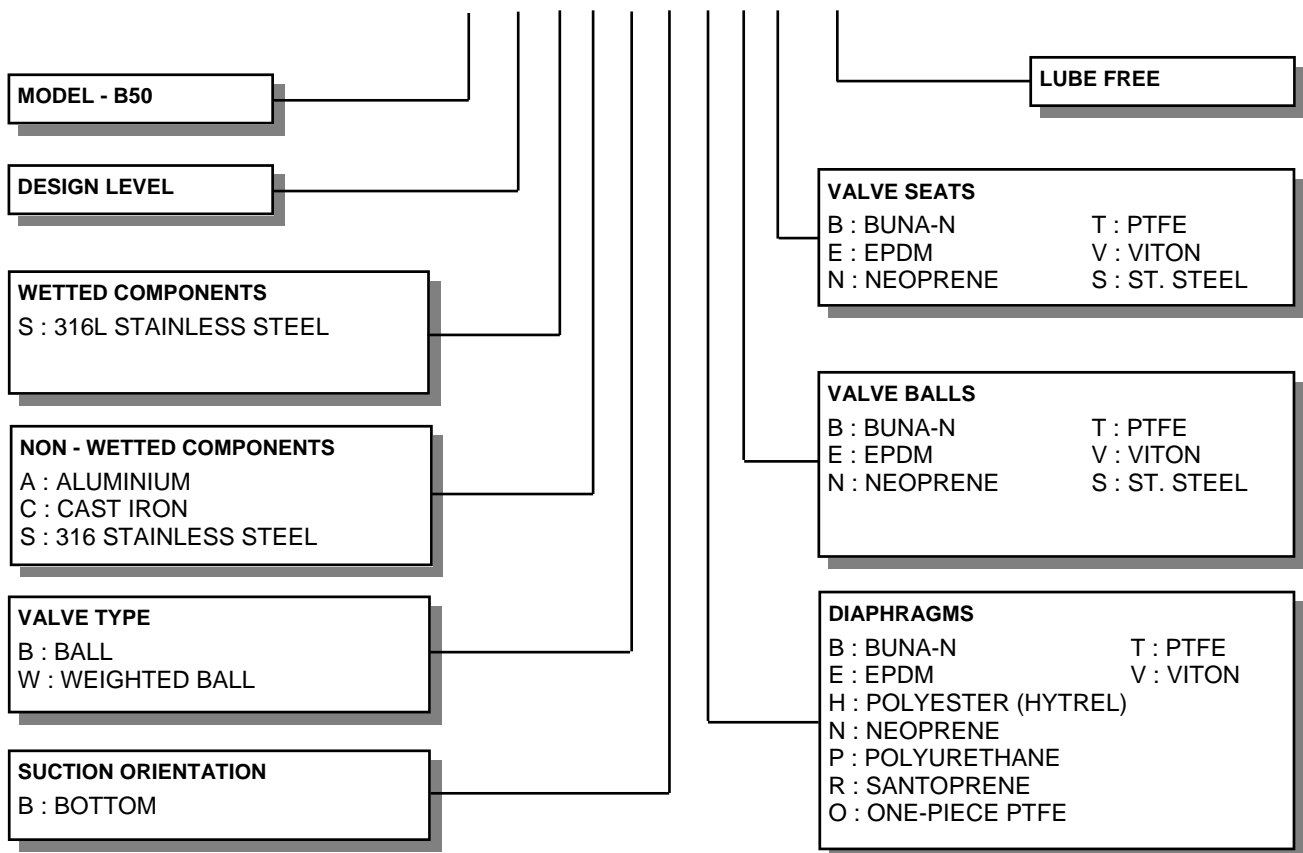 MODEL - B50
DESIGN LEVEL
WETTED COMPONENTS
S : 316L STAINLESS STEEL
NON - WETTED COMPONENTS
A : ALUMINIUM
C : CAST IRON
S : 316 STAINLESS STEEL
VALVE TYPE
B : BALL
W : WEIGHTED BALL
SUCTION ORIENTATION
B : BOTTOM
LUBE FREE
VALVE SEATS
B : BUNA-N T : PTFE
E : EPDM V : VITON
N : NEOPRENE S : ST. STEEL
VALVE BALLS
B : BUNA-N T : PTFE
E : EPDM V : VITON
N : NEOPRENE S : ST. STEEL
DIAPHRAGMS
B : BUNA-N T : PTFE
E : EPDM V : VITON
H : POLYESTER (HYTREL)
N : NEOPRENE
P : POLYURETHANE
R : SANTOPRENE
O : ONE-PIECE PTFE